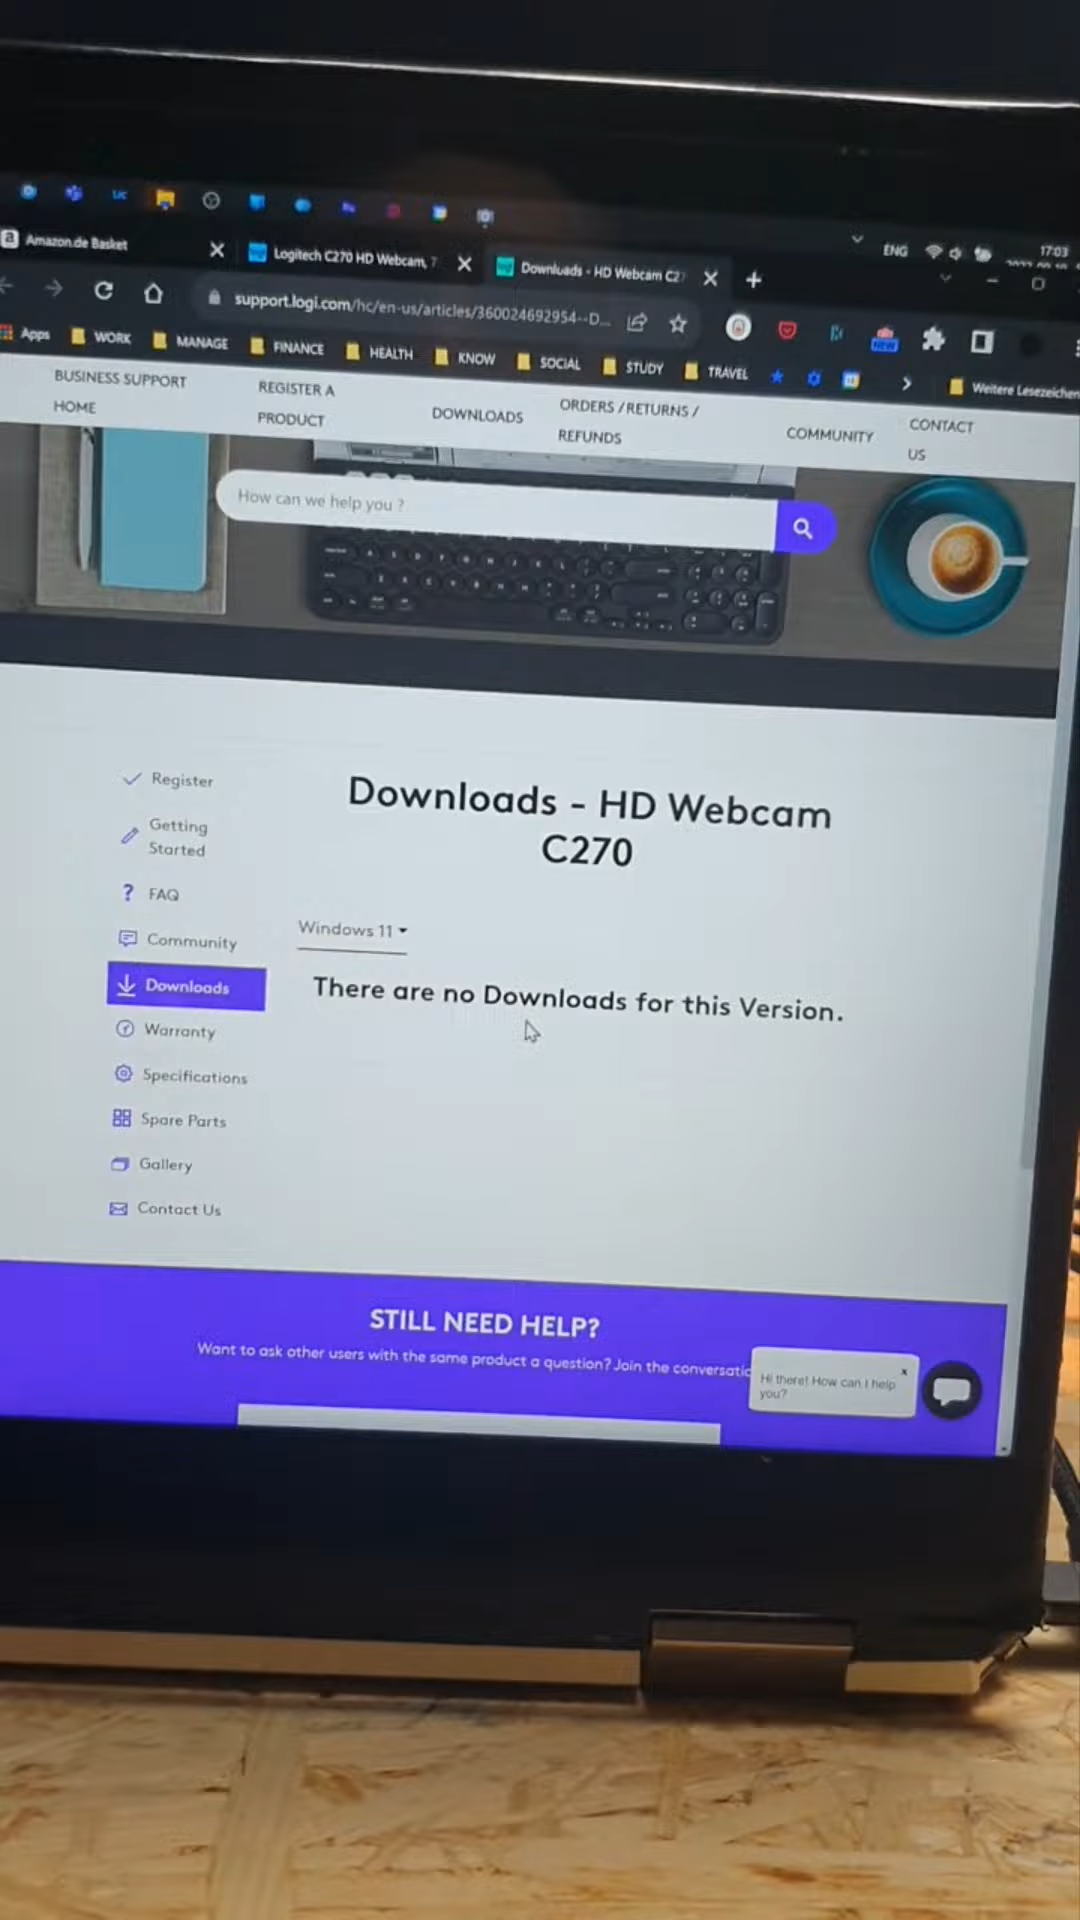 ENG
17:03
Amazon.de Basket
Logitech C270 HD Webcam, 7
Downloads - HD Webcam C27
support.logi.com/hc/en-us/articles/360024692954--D...
NEW
Apps
WORK
MANAGE
FINANCE
HEALTH
KNOW
SOCIAL
STUDY
TRAVEL
Weitere Lesezeichen
BUSINESS SUPPORT
HOME
REGISTER A
PRODUCT
DOWNLOADS
ORDERS / RETURNS /
REFUNDS
COMMUNITY
CONTACT
US
How can we help you ?
Register
Getting
Started
FAQ
Community
Downloads
Warranty
Specifications
Spare Parts
Gallery
Contact Us
Downloads - HD Webcam
C270
Windows 11
There are no Downloads for this Version.
STILL NEED HELP?
Want to ask other users with the same product a question? Join the conversatio
Hi there! How can I help
you?